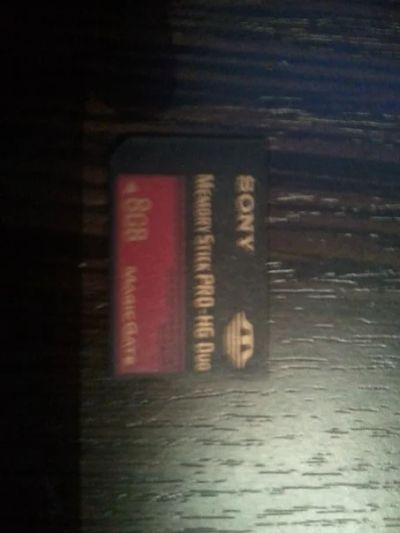 SONY
MEMORY STICK PRO-HG DUO
8GB
MAGICGATE